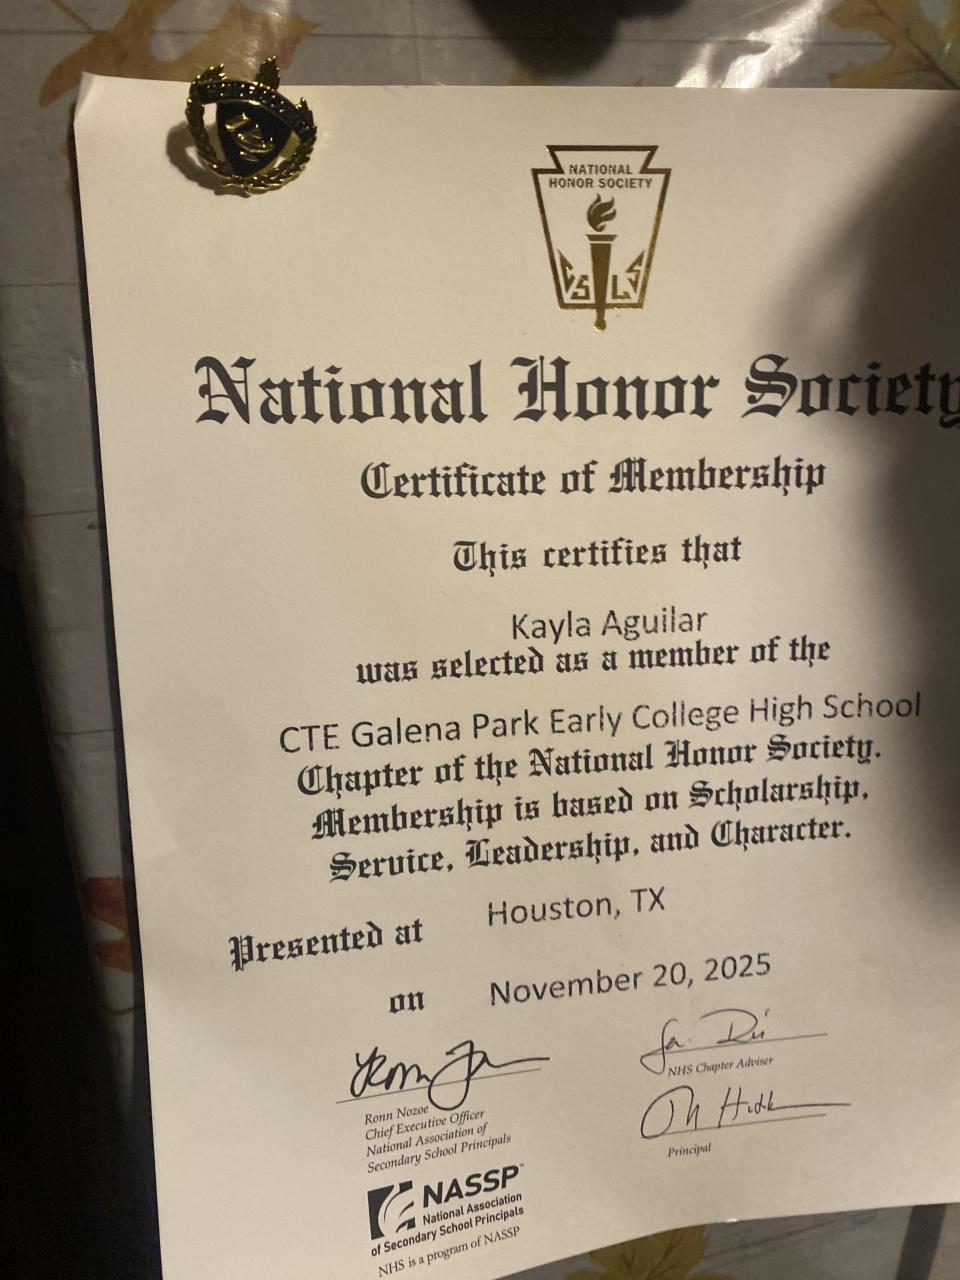 NATIONAL
HONOR SOCIETY
C S L S
National Honor Society
Certificate of Membership
This certifies that
Kayla Aguilar
was selected as a member of the
CTE Galena Park Early College High School
Chapter of the National Honor Society.
Membership is based on Scholarship,
Service, Leadership, and Character.
Presented at Houston, TX
on November 20, 2025
NHS Chapter Adviser
Ronn Nozoe
Chief Executive Officer
National Association of
Secondary School Principals
Principal
NASSP™
National Association
of Secondary School Principals
NHS is a program of NASSP